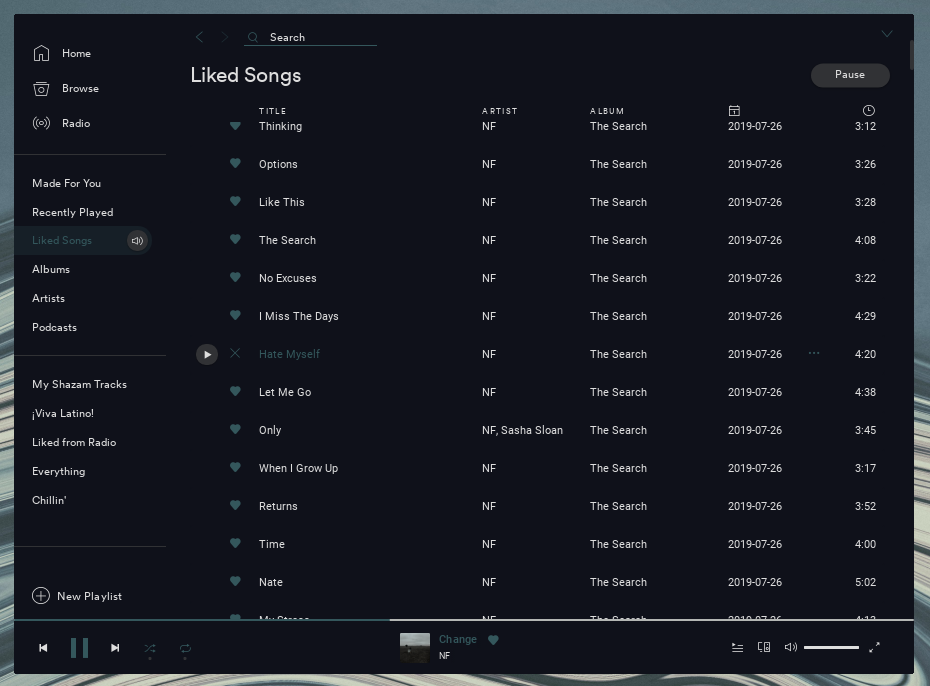 Search
Home
Browse
Radio
Made For You
Recently Played
Liked Songs
Albums
Artists
Podcasts
My Shazam Tracks
¡Viva Latino!
Liked from Radio
Everything
Chillin'
New Playlist
Liked Songs
Pause
TITLE ARTIST ALBUM
Thinking NF The Search 2019-07-26 3:12
Options NF The Search 2019-07-26 3:26
Like This NF The Search 2019-07-26 3:28
The Search NF The Search 2019-07-26 4:08
No Excuses NF The Search 2019-07-26 3:22
I Miss The Days NF The Search 2019-07-26 4:29
Hate Myself NF The Search 2019-07-26 4:20
Let Me Go NF The Search 2019-07-26 4:38
Only NF, Sasha Sloan The Search 2019-07-26 3:45
When I Grow Up NF The Search 2019-07-26 3:17
Returns NF The Search 2019-07-26 3:52
Time NF The Search 2019-07-26 4:00
Nate NF The Search 2019-07-26 5:02
My Stress NF The Search 2019-07-26 4:13
Change
NF